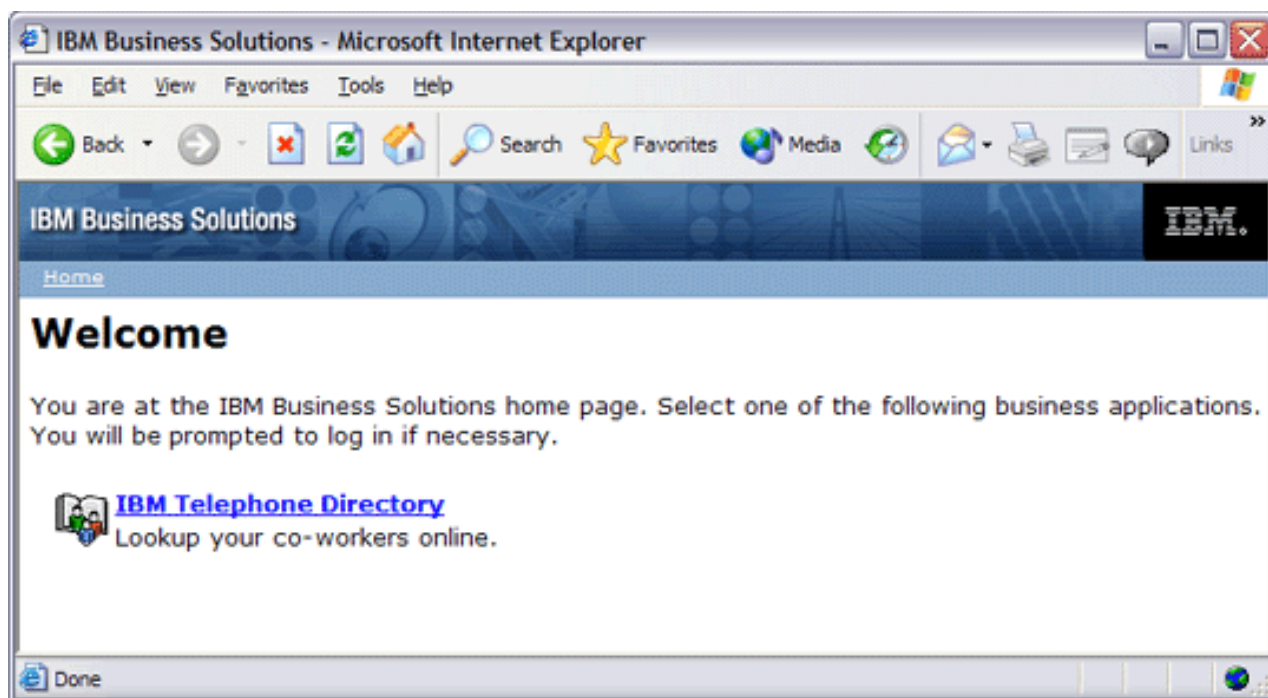 IBM Business Solutions - Microsoft Internet Explorer
File Edit View Favorites Tools Help
Back Search Favorites Media Links »
IBM Business Solutions IBM.
Home
Welcome
You are at the IBM Business Solutions home page. Select one of the following business applications.
You will be prompted to log in if necessary.
IBM Telephone Directory
Lookup your co-workers online.
Done